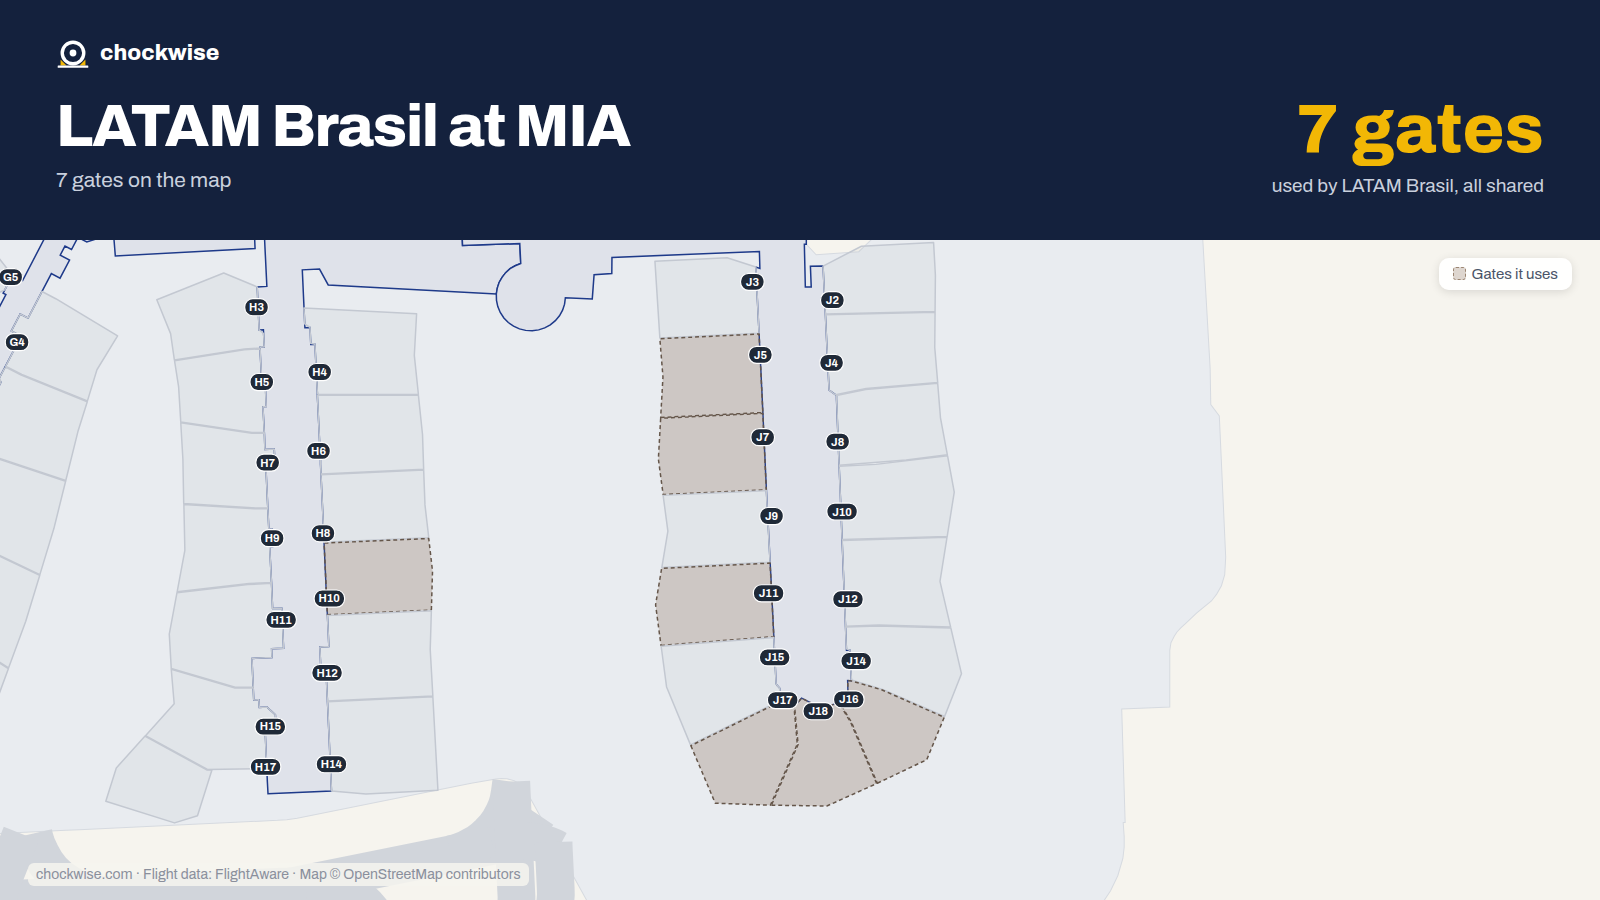 chockwise
LATAM Brasil at MIA
7 gates on the map
7 gates
used by LATAM Brasil, all shared
Gates it uses
G5
G4
H3
H5
H7
H9
H11
H15
H17
H4
H6
H8
H10
H12
H14
J3
J5
J7
J9
J11
J15
J17
J18
J16
J2
J4
J8
J10
J12
J14
chockwise.com · Flight data: FlightAware · Map © OpenStreetMap contributors